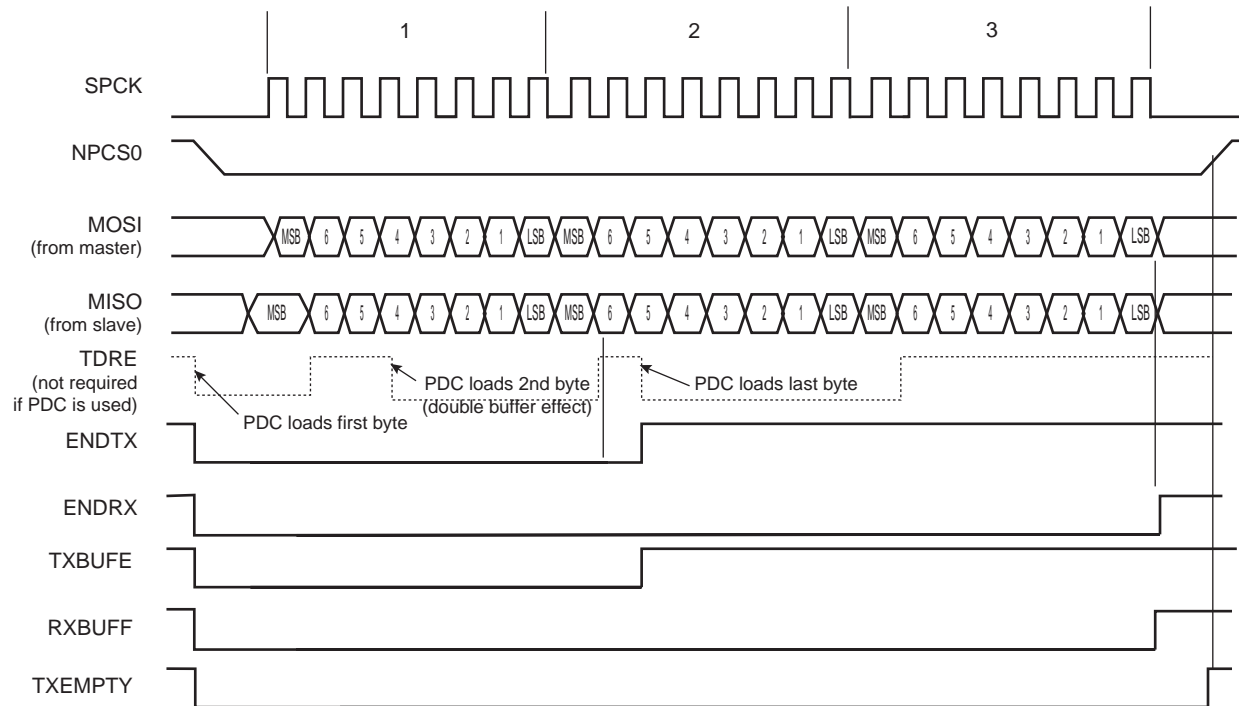 1 2 3
SPCK
NPCS0
MOSI
(from master)
MSB 6 5 4 3 2 1 LSB MSB 6 5 4 3 2 1 LSB MSB 6 5 4 3 2 1 LSB
MISO
(from slave)
MSB 6 5 4 3 2 1 LSB MSB 6 5 4 3 2 1 LSB MSB 6 5 4 3 2 1 LSB
TDRE
(not required
if PDC is used)
PDC loads first byte
PDC loads 2nd byte
(double buffer effect)
PDC loads last byte
ENDTX
ENDRX
TXBUFE
RXBUFF
TXEMPTY